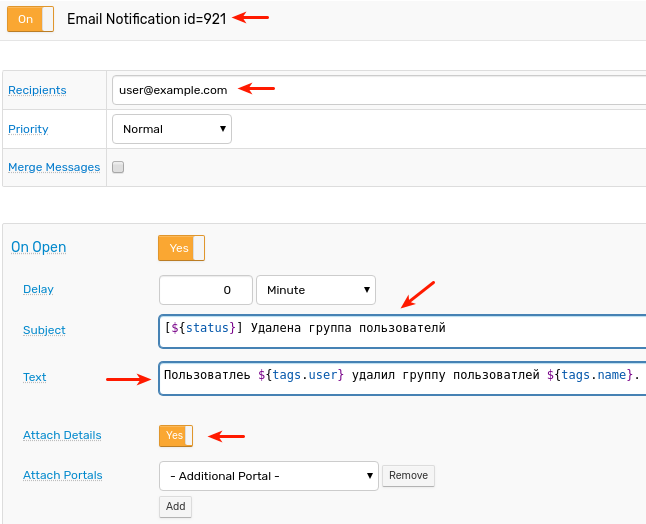 On Email Notification id=921
Recipients user@example.com
Priority Normal
Merge Messages
On Open Yes
Delay 0 Minute
Subject [${status}] Удалена группа пользователй
Text Пользоватлеь ${tags.user} удалил группу пользоватлей ${tags.name}.
Attach Details Yes
Attach Portals - Additional Portal - Remove
Add